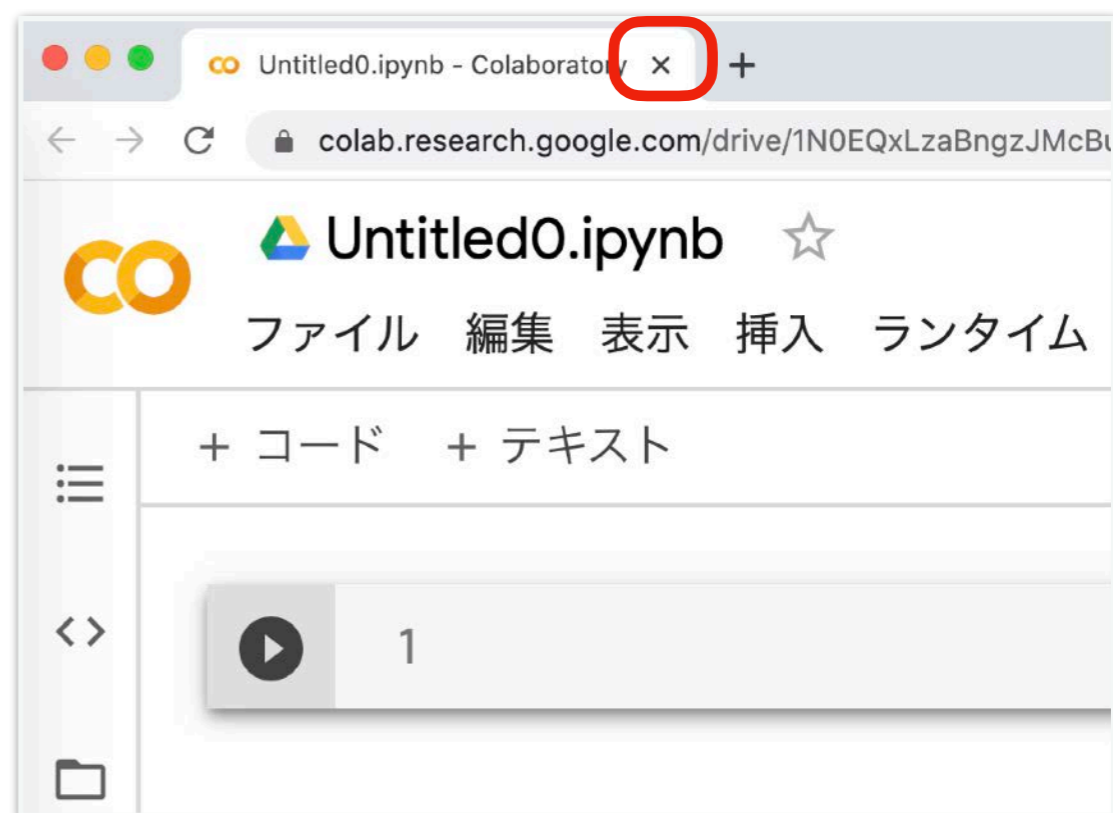 Untitled0.ipynb - Colaboratory
colab.research.google.com/drive/1N0EQxLzaBngzJMcBu
Untitled0.ipynb
ファイル 編集 表示 挿入 ランタイム
+ コード + テキスト
1